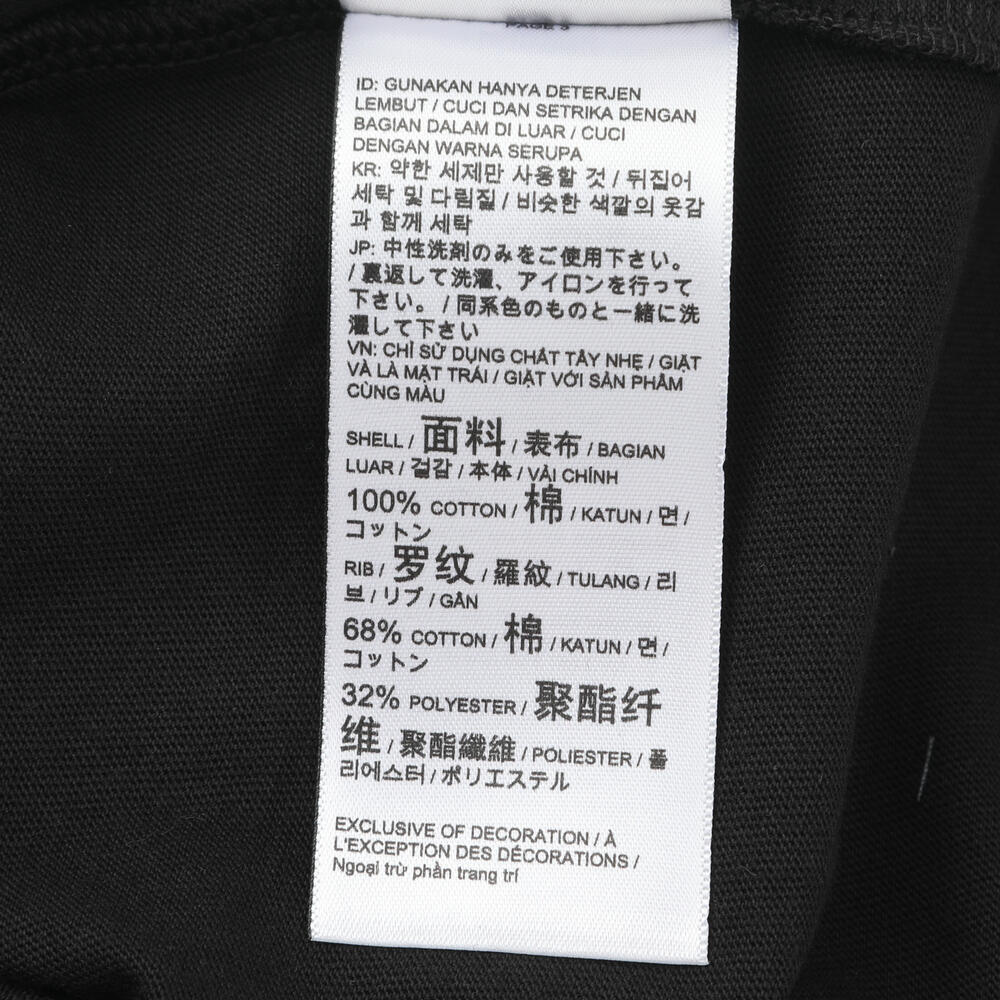 PAGE 9
ID: GUNAKAN HANYA DETERJEN
LEMBUT / CUCI DAN SETRIKA DENGAN
BAGIAN DALAM DI LUAR / CUCI
DENGAN WARNA SERUPA
KR: 약한 세제만 사용할 것 / 뒤집어
세탁 및 다림질 / 비슷한 색깔의 옷감
과 함께 세탁
JP: 中性洗剤のみをご使用下さい。
/ 裏返して洗濯、アイロンを行って
下さい。 / 同系色のものと一緒に洗
濯して下さい
VN: CHỈ SỬ DỤNG CHẤT TẨY NHẸ / GIẶT
VÀ LÀ MẶT TRÁI / GIẶT VỚI SẢN PHẨM
CÙNG MÀU
SHELL / 面料 / 表布 / BAGIAN
LUAR / 겉감 / 本体 / VẢI CHÍNH
100% COTTON / 棉 / KATUN / 면 /
コットン
RIB / 罗纹 / 羅紋 / TULANG / 리
브 / リブ / GÂN
68% COTTON / 棉 / KATUN / 면 /
コットン
32% POLYESTER / 聚酯纤
维 / 聚酯纖維 / POLIESTER / 폴
리에스터 / ポリエステル
EXCLUSIVE OF DECORATION / À
L'EXCEPTION DES DÉCORATIONS /
Ngoại trừ phần trang trí